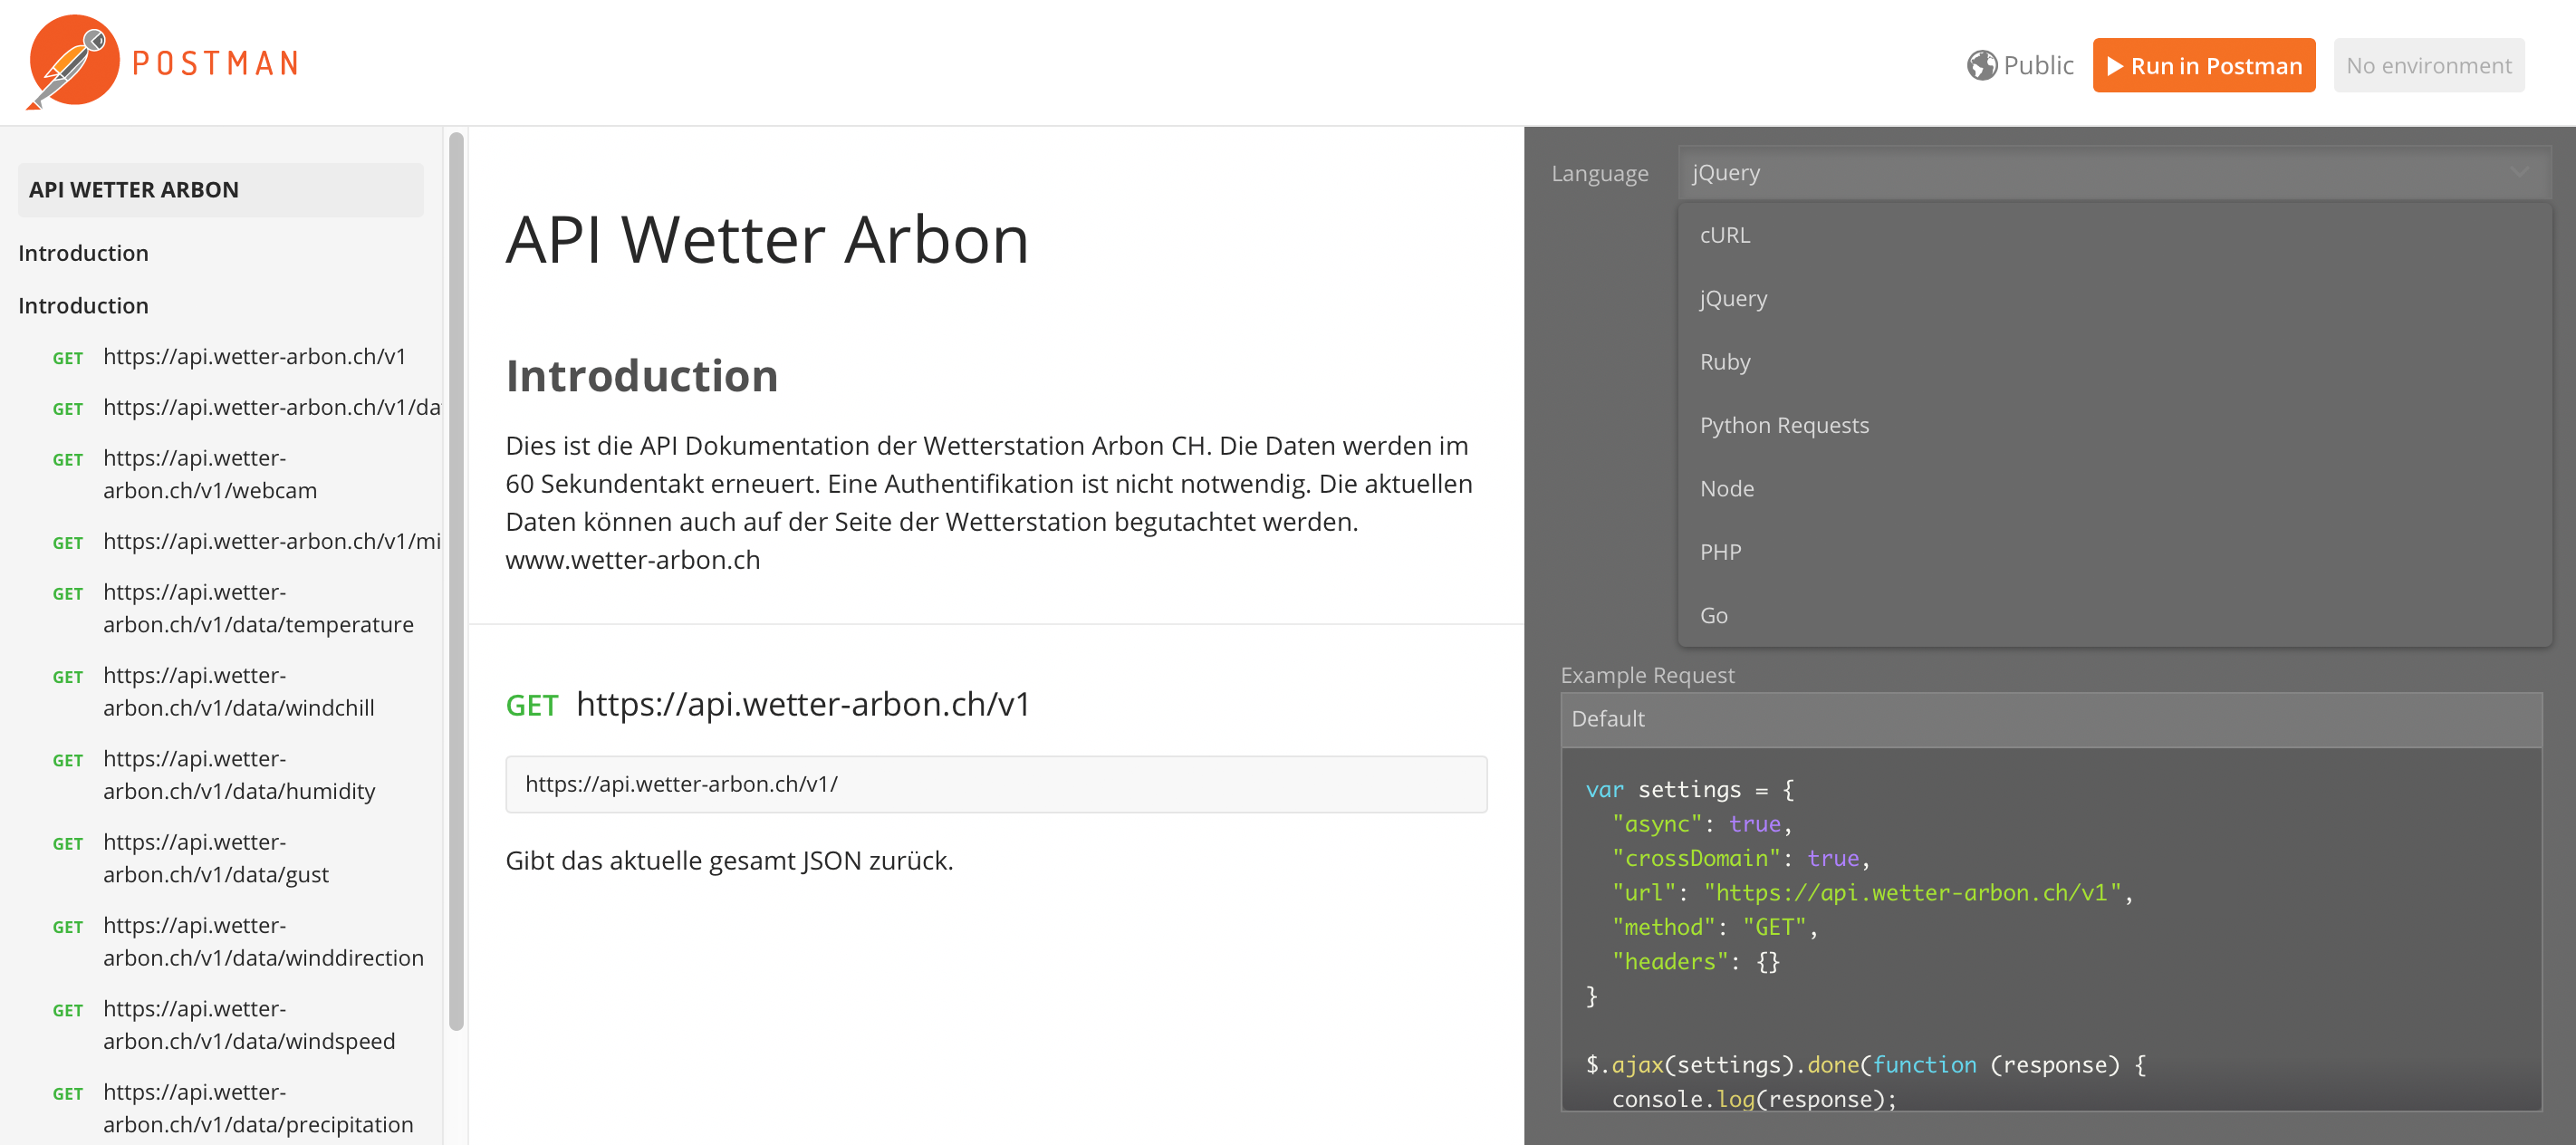 POSTMAN
Public
Run in Postman
No environment
API WETTER ARBON
Introduction
Introduction
GET https://api.wetter-arbon.ch/v1
GET https://api.wetter-arbon.ch/v1/da
GET https://api.wetter-
arbon.ch/v1/webcam
GET https://api.wetter-arbon.ch/v1/mi
GET https://api.wetter-
arbon.ch/v1/data/temperature
GET https://api.wetter-
arbon.ch/v1/data/windchill
GET https://api.wetter-
arbon.ch/v1/data/humidity
GET https://api.wetter-
arbon.ch/v1/data/gust
GET https://api.wetter-
arbon.ch/v1/data/winddirection
GET https://api.wetter-
arbon.ch/v1/data/windspeed
GET https://api.wetter-
arbon.ch/v1/data/precipitation
API Wetter Arbon
Introduction
Dies ist die API Dokumentation der Wetterstation Arbon CH. Die Daten werden im
60 Sekundentakt erneuert. Eine Authentifikation ist nicht notwendig. Die aktuellen
Daten können auch auf der Seite der Wetterstation begutachtet werden.
www.wetter-arbon.ch
GET https://api.wetter-arbon.ch/v1
https://api.wetter-arbon.ch/v1/
Gibt das aktuelle gesamt JSON zurück.
Language
jQuery
cURL
jQuery
Ruby
Python Requests
Node
PHP
Go
Example Request
Default
var settings = {
"async": true,
"crossDomain": true,
"url": "https://api.wetter-arbon.ch/v1",
"method": "GET",
"headers": {}
}
$.ajax(settings).done(function (response) {
console.log(response);